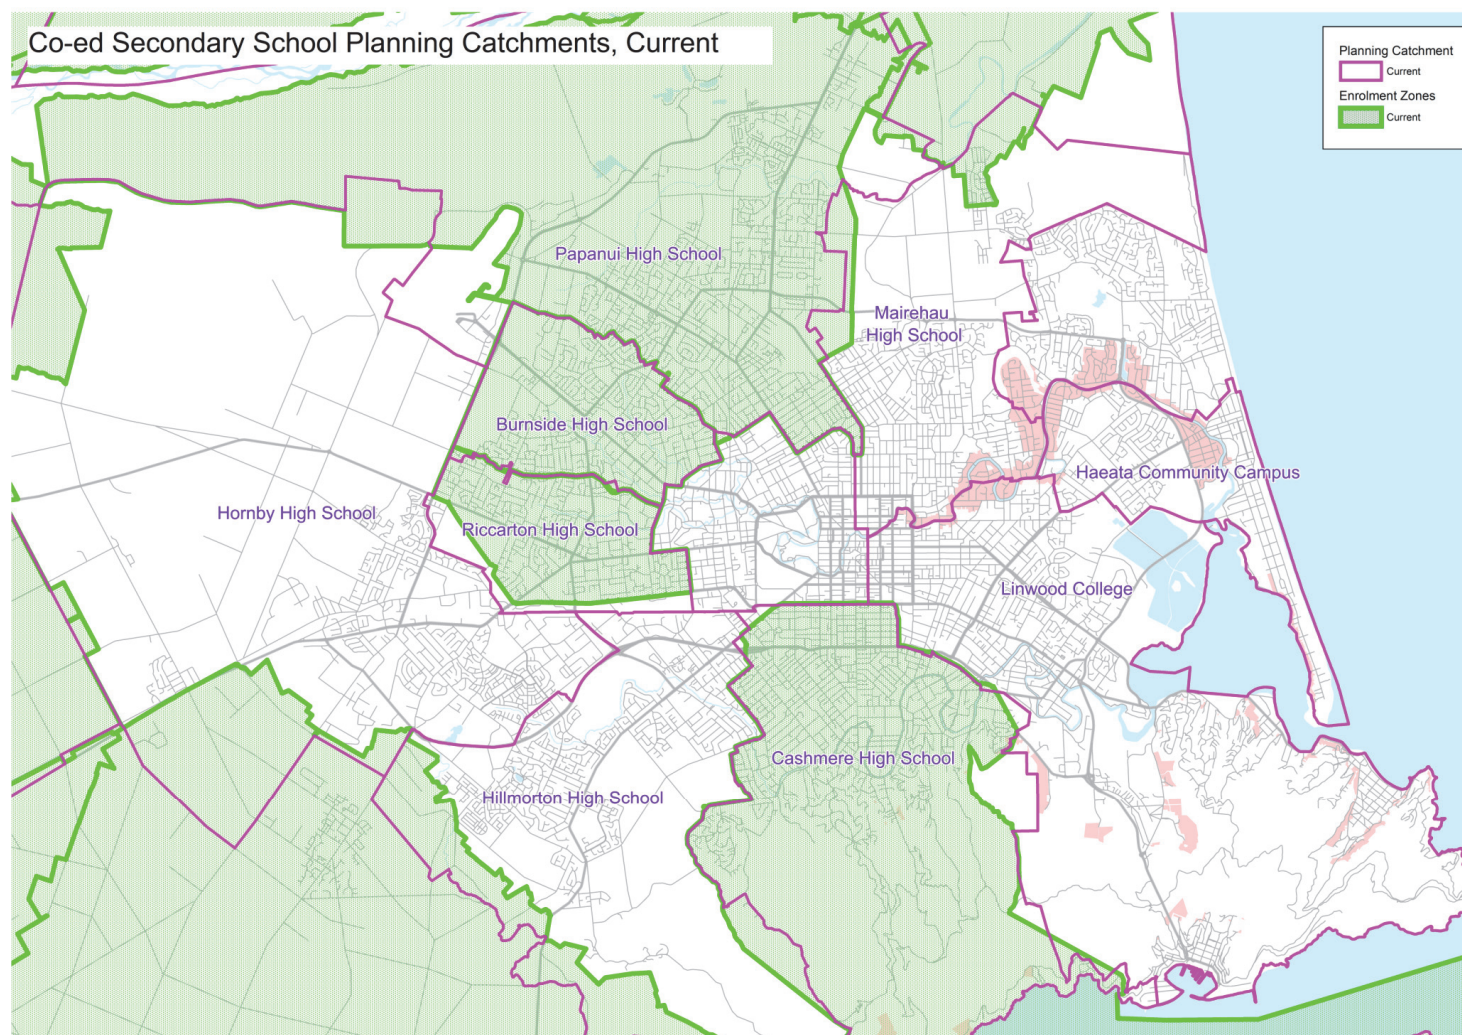 Co-ed Secondary School Planning Catchments, Current
Planning Catchment
Current
Enrolment Zones
Current
Papanui High School
Mairehau
High School
Burnside High School
Haeata Community Campus
Hornby High School
Riccarton High School
Linwood College
Cashmere High School
Hillmorton High School